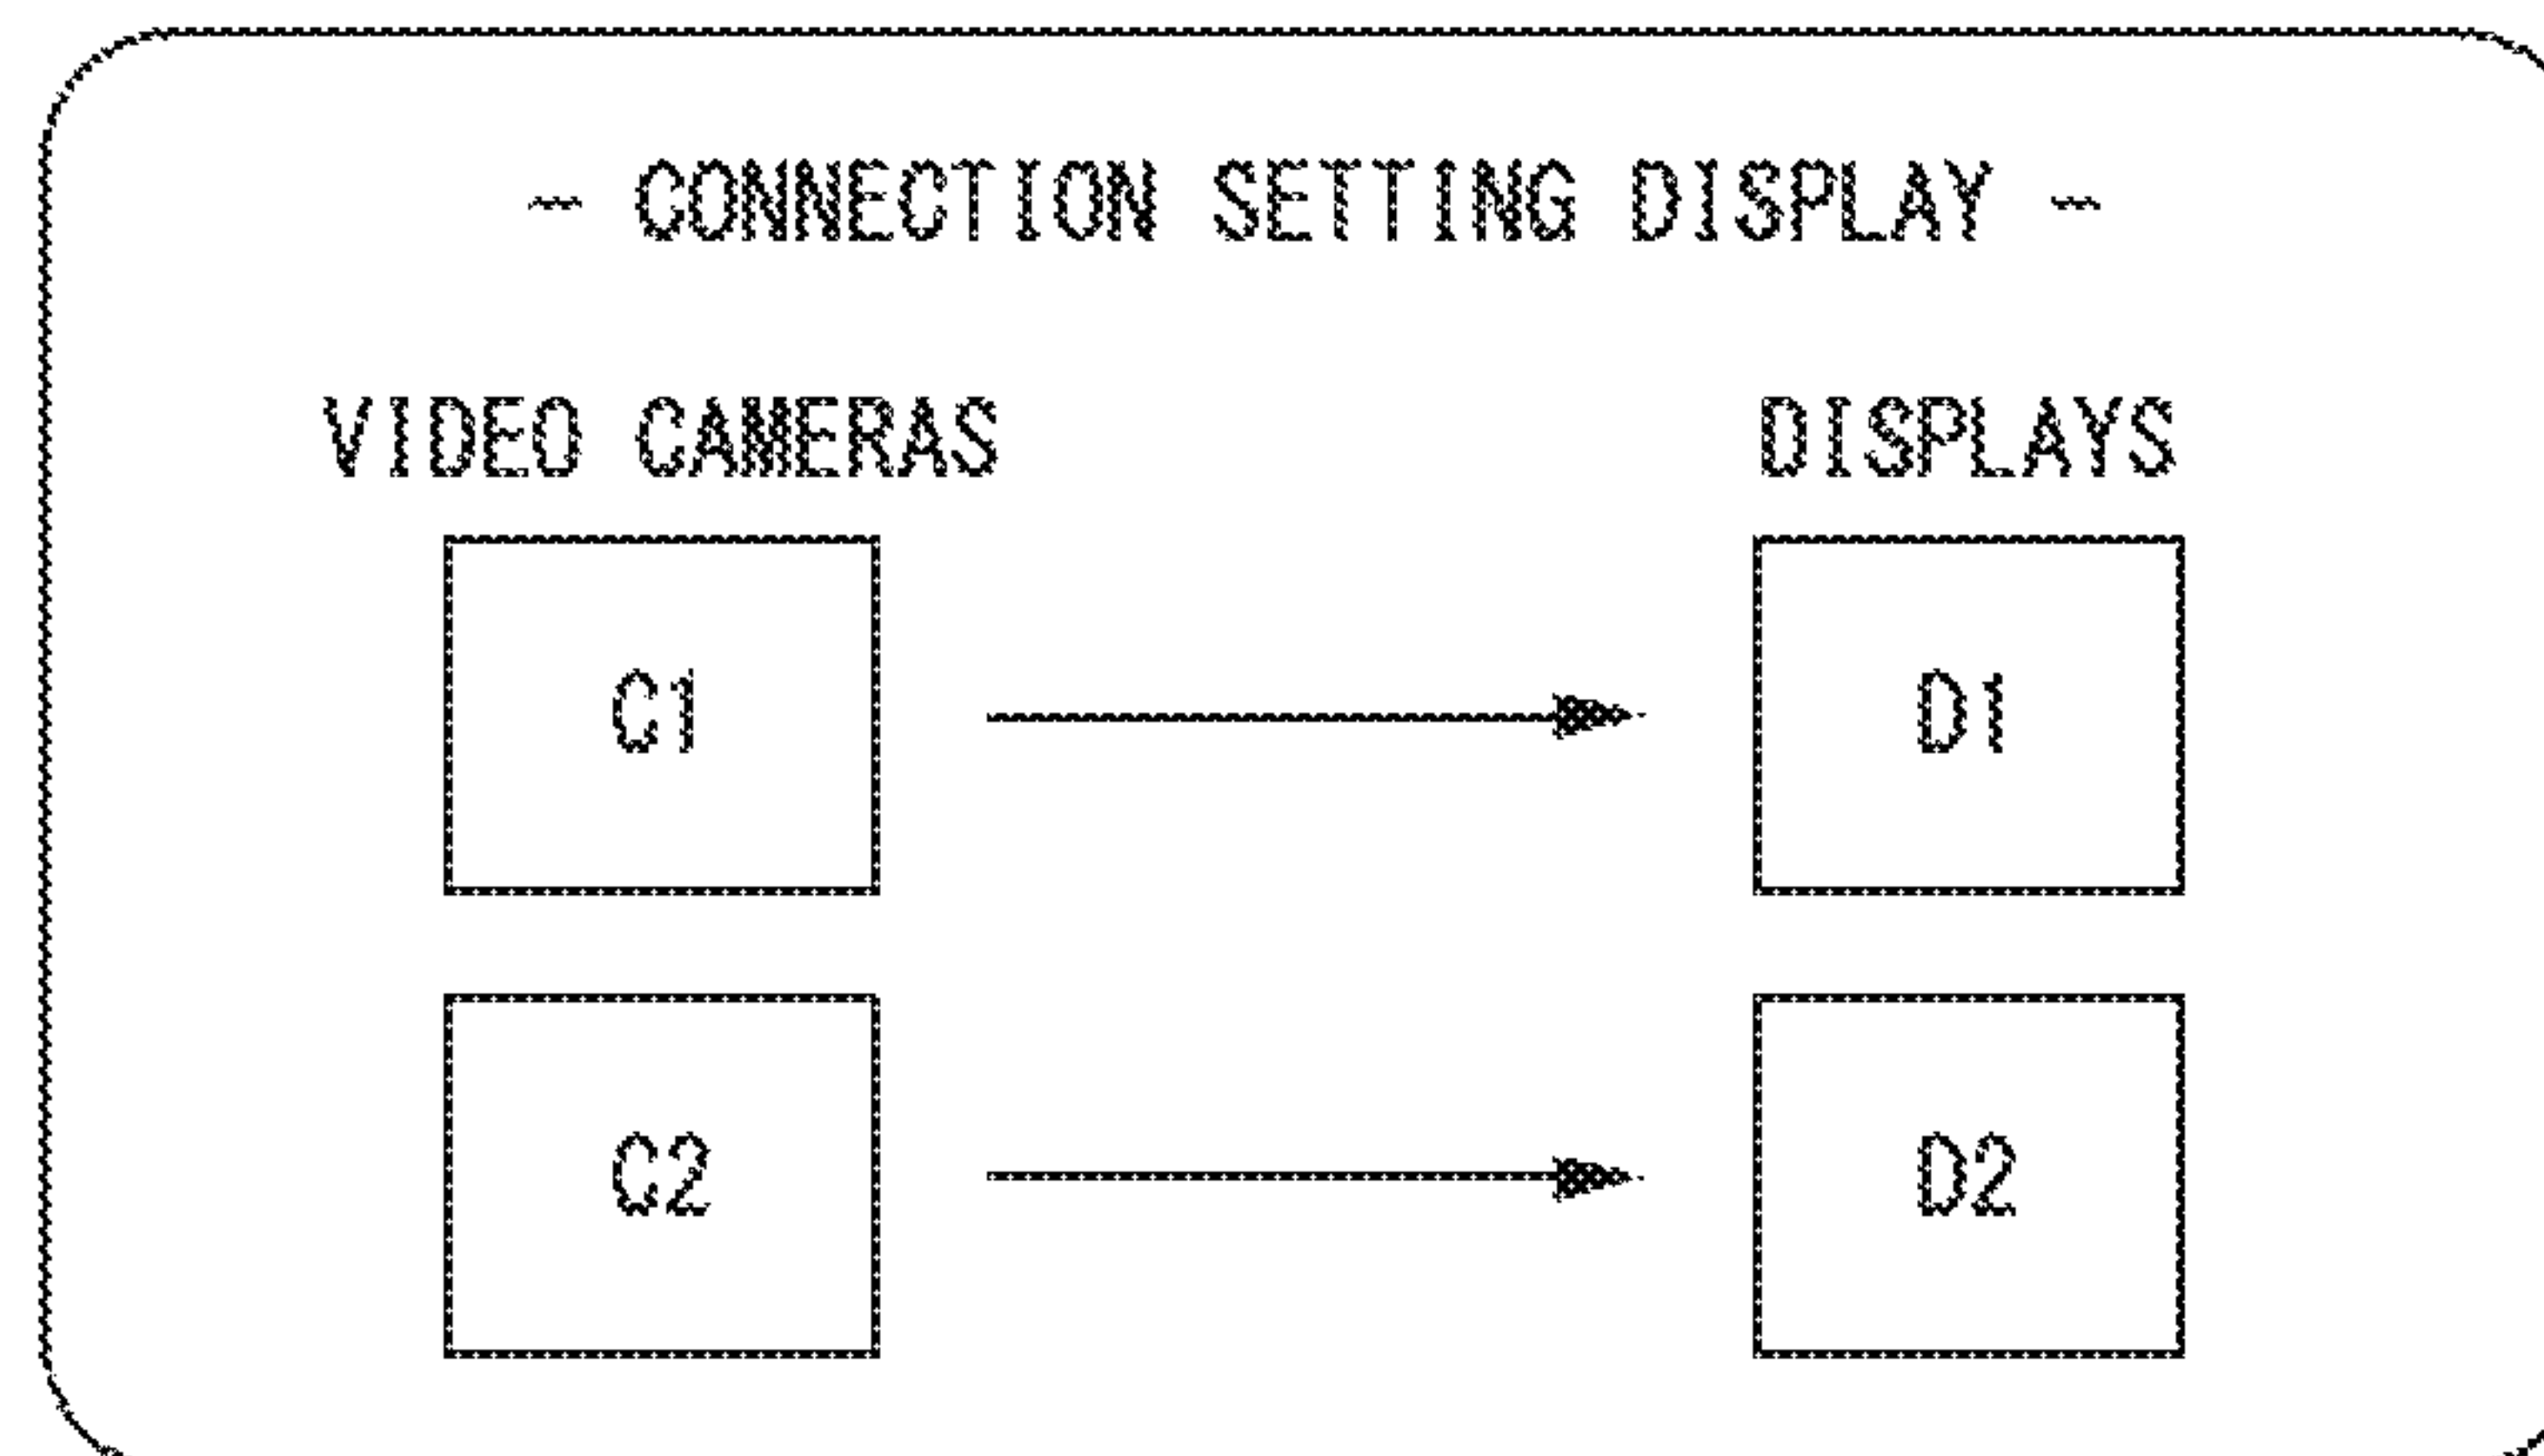 - CONNECTION SETTING DISPLAY -
VIDEO CAMERAS DISPLAYS
C1 D1
C2 D2